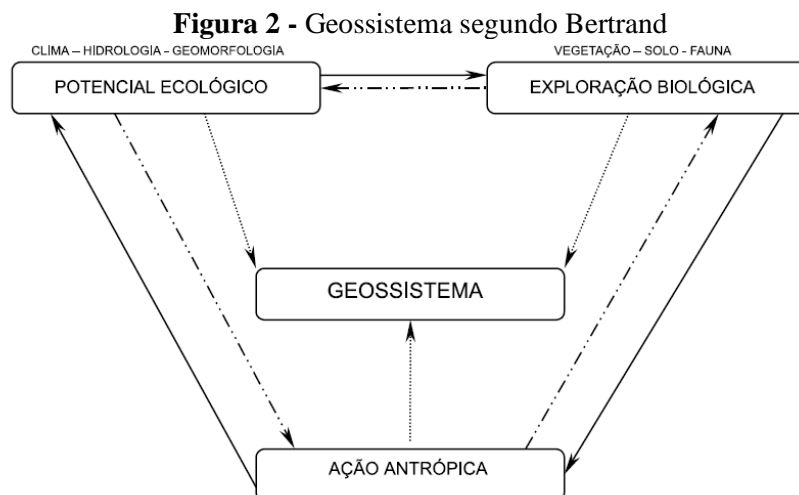 Figura 2 - Geossistema segundo Bertrand
CLIMA – HIDROLOGIA - GEOMORFOLOGIA
VEGETAÇÃO – SOLO - FAUNA
POTENCIAL ECOLÓGICO
EXPLORAÇÃO BIOLÓGICA
GEOSSISTEMA
AÇÃO ANTRÓPICA